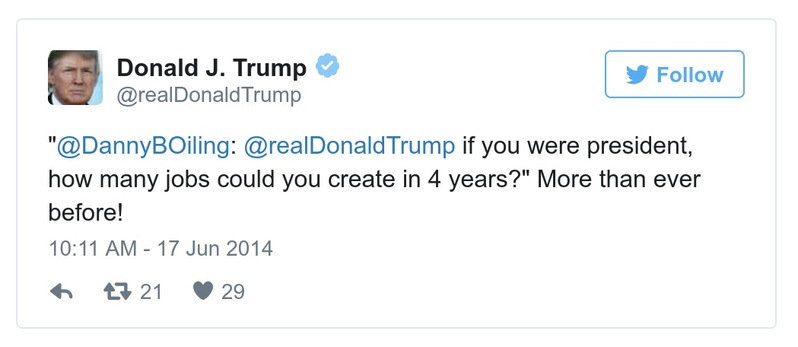 Donald J. Trump
@realDonaldTrump
Follow
"@DannyBOiling: @realDonaldTrump if you were president,
how many jobs could you create in 4 years?" More than ever
before!
10:11 AM - 17 Jun 2014
21 29